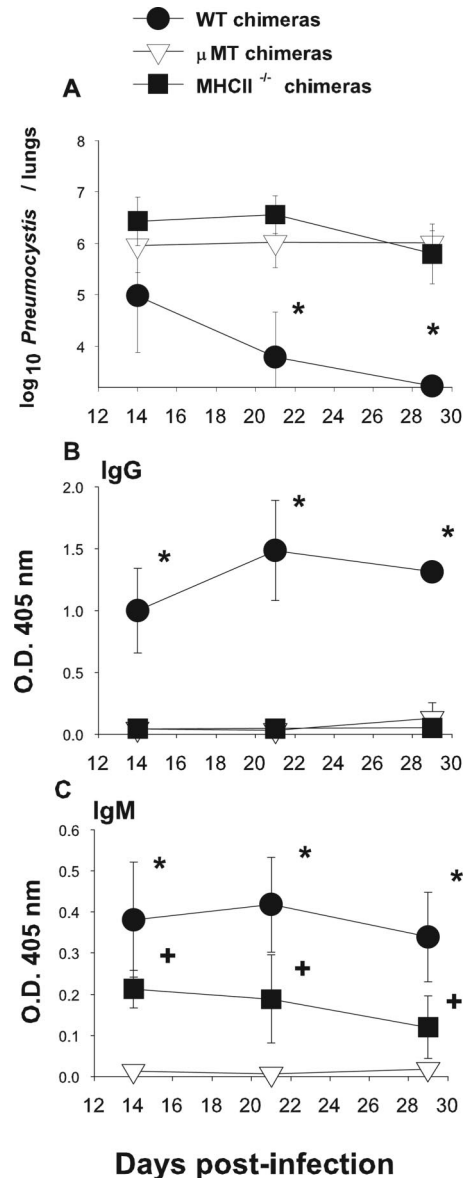 WT chimeras
μ MT chimeras
MHCII -/- chimeras
A
log10 Pneumocystis / lungs
8
7
6
5
4
12 14 16 18 20 22 24 26 28 30
*
*
B
IgG
O.D. 405 nm
2.0
1.5
1.0
0.5
0.0
12 14 16 18 20 22 24 26 28 30
*
*
*
C
IgM
O.D. 405 nm
0.6
0.5
0.4
0.3
0.2
0.1
0.0
12 14 16 18 20 22 24 26 28 30
*
*
*
+
+
+
Days post-infection